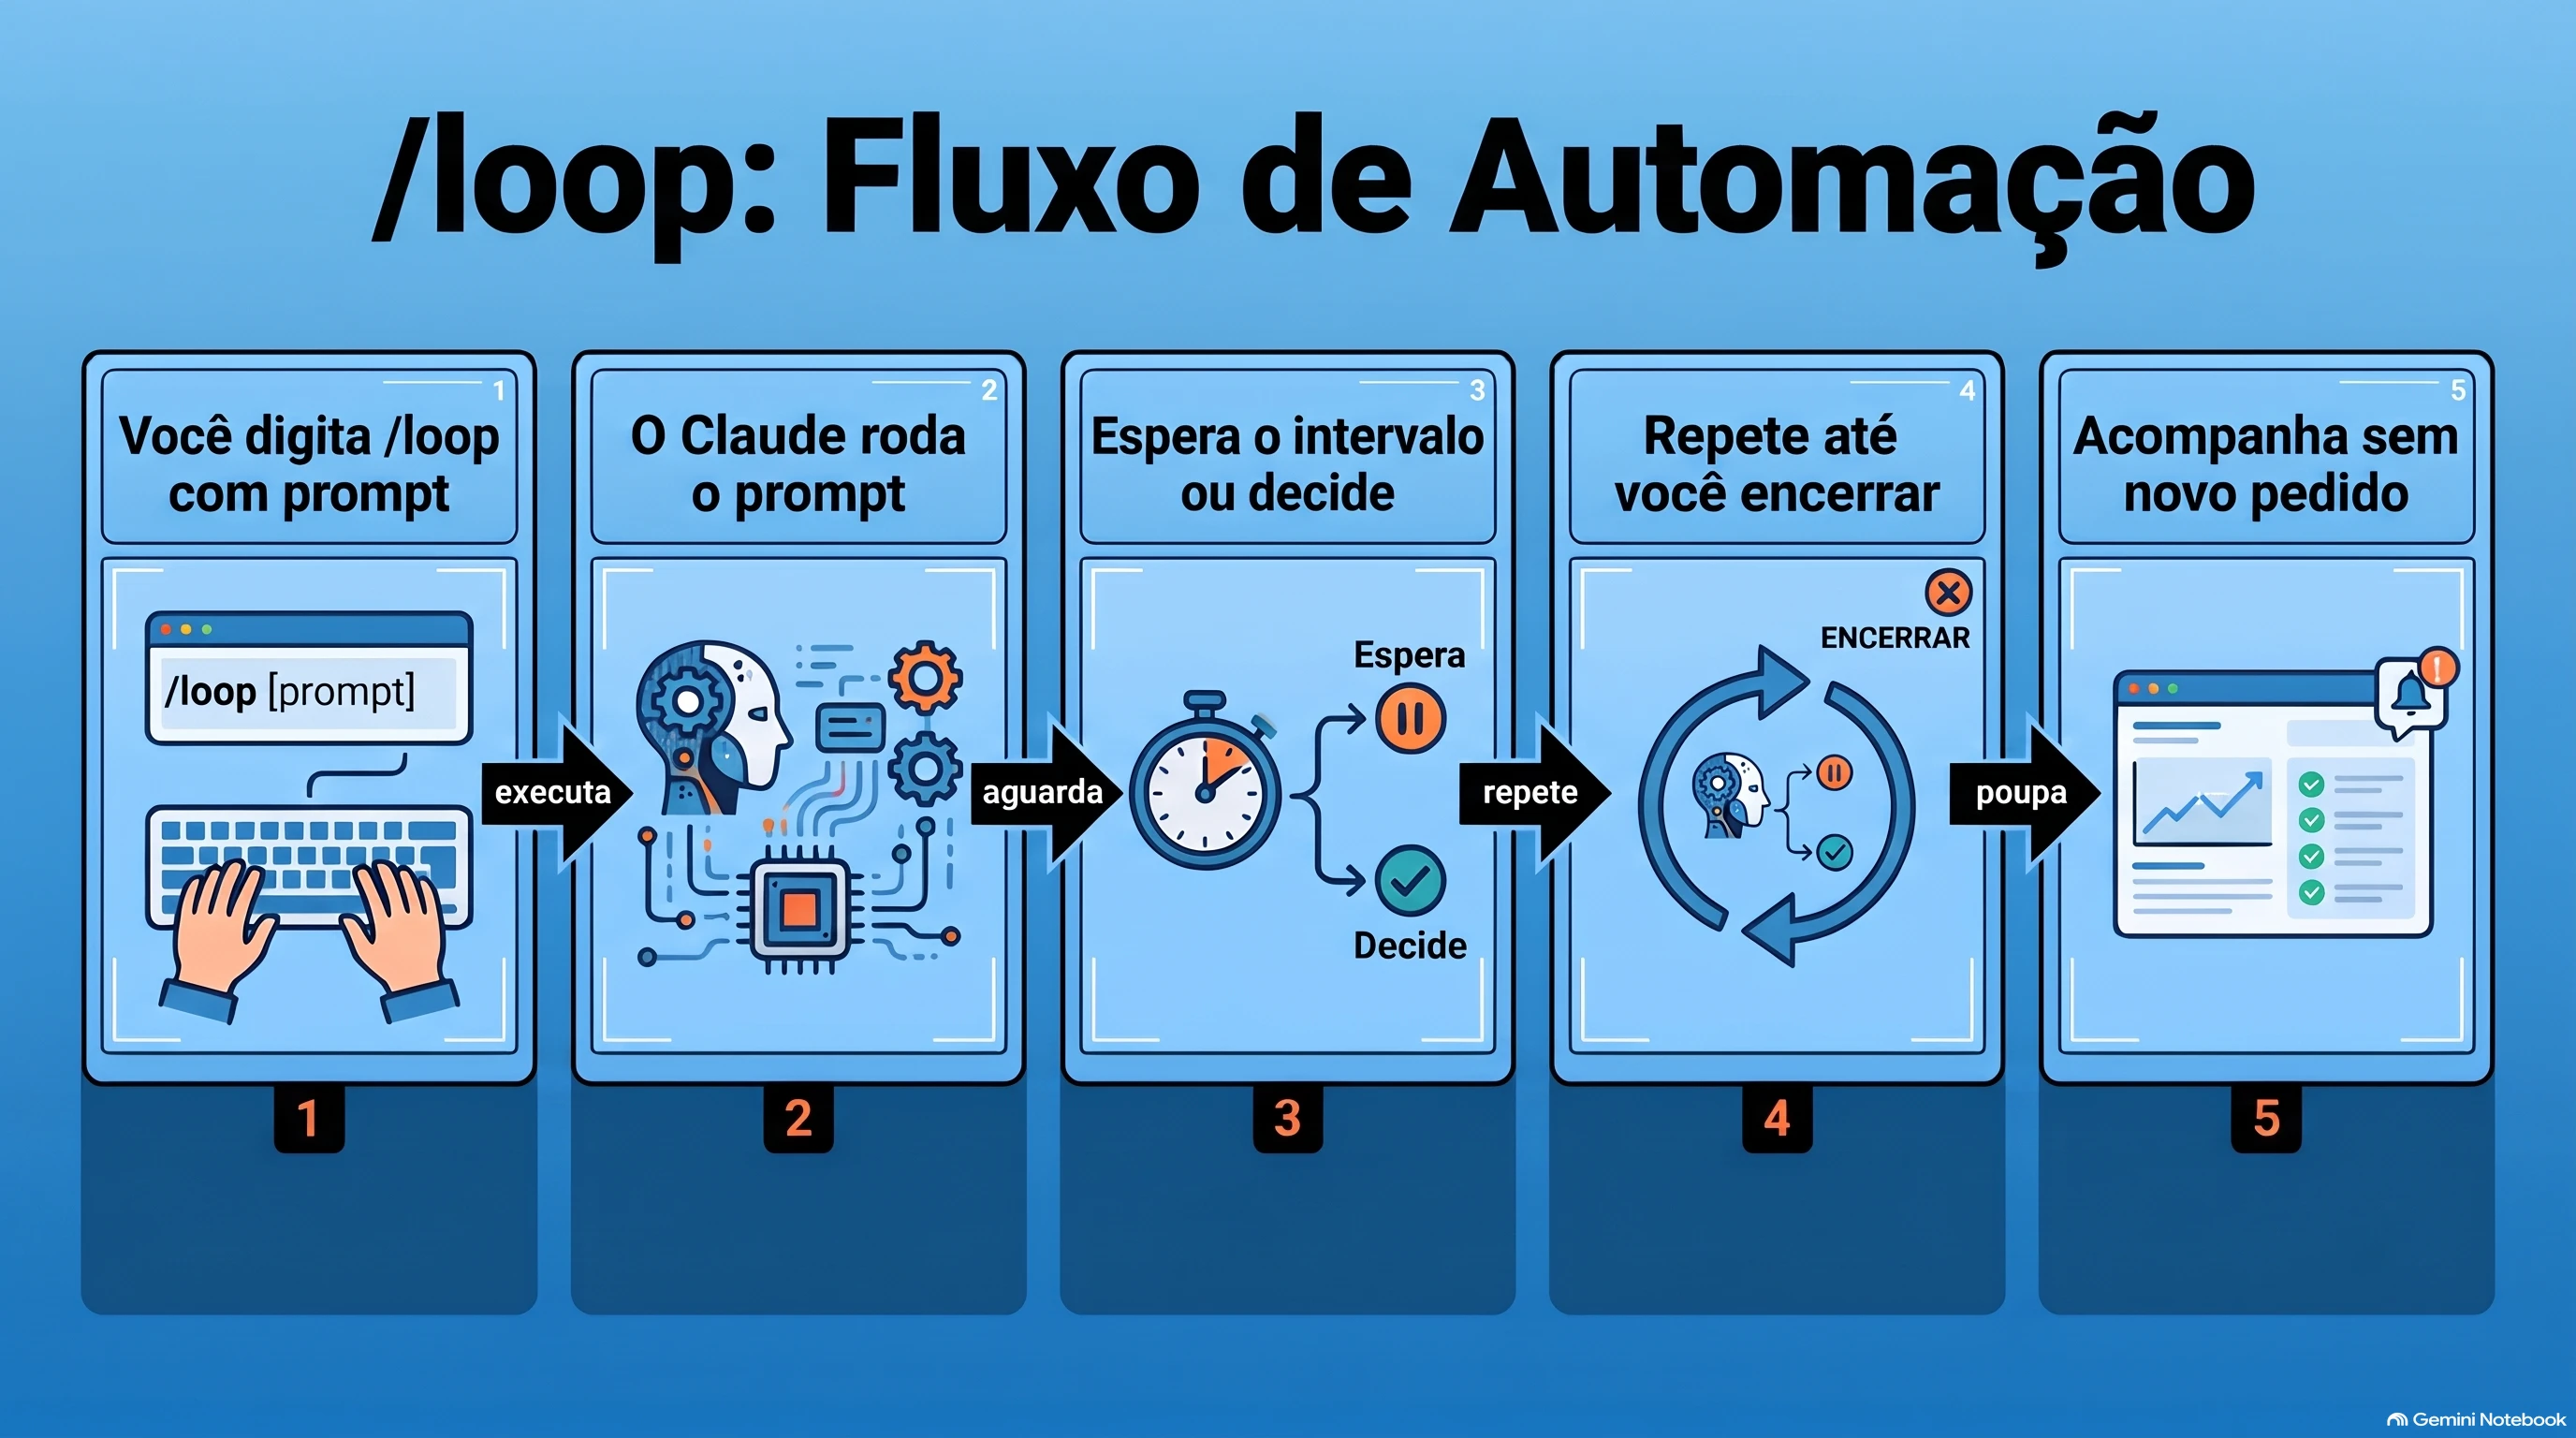 /loop: Fluxo de Automação
1
Você digita /loop
com prompt
/loop [prompt]
executa
1
2
O Claude roda
o prompt
aguarda
2
3
Espera o intervalo
ou decide
Espera
Decide
repete
3
4
Repete até
você encerrar
ENCERRAR
poupa
4
5
Acompanha sem
novo pedido
!
5
Gemini Notebook